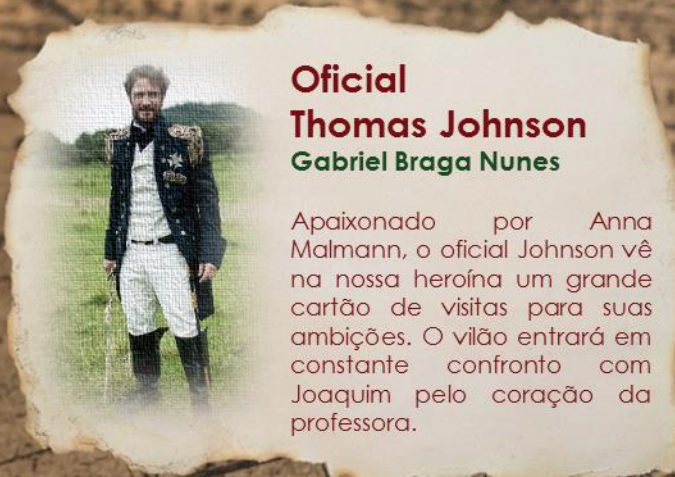 Oficial
Thomas Johnson
Gabriel Braga Nunes
Apaixonado por Anna
Malmann, o oficial Johnson vê
na nossa heroína um grande
cartão de visitas para suas
ambições. O vilão entrará em
constante confronto com
Joaquim pelo coração da
professora.